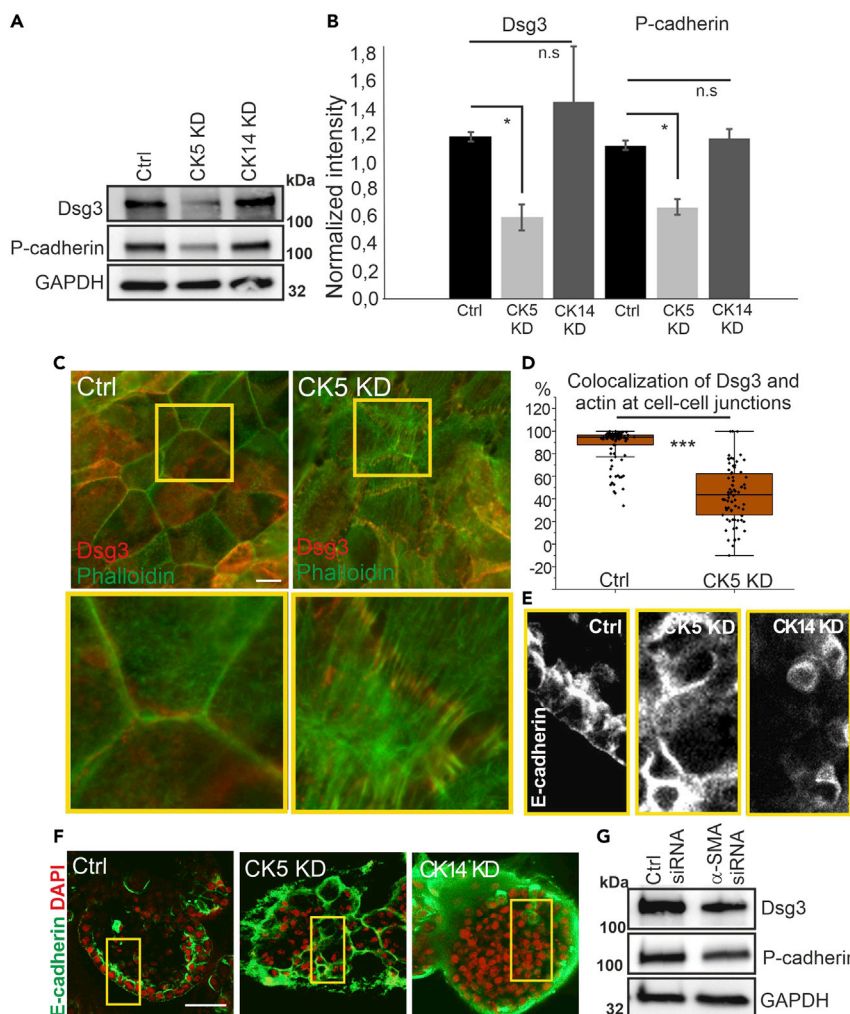 A
Ctrl
CK5 KD
CK14 KD
kDa
Dsg3
100
P-cadherin
100
GAPDH
32
B
Dsg3
P-cadherin
Normalized intensity
1,8
1,6
1,4
1,2
1,0
0,8
0,6
0,4
0,2
0,0
n.s
*
n.s
*
Ctrl
CK5
KD
CK14
KD
Ctrl
CK5
KD
CK14
KD
C
Ctrl
Dsg3
Phalloidin
CK5 KD
Dsg3
Phalloidin
D
Colocalization of Dsg3 and
actin at cell-cell junctions
%
120
100
80
60
40
20
0
-20
***
Ctrl
CK5 KD
E
E-cadherin
Ctrl
CK5 KD
CK14 KD
F
E-cadherin DAPI
Ctrl
CK5 KD
CK14 KD
G
Ctrl
siRNA
α-SMA
siRNA
kDa
100
Dsg3
100
P-cadherin
32
GAPDH